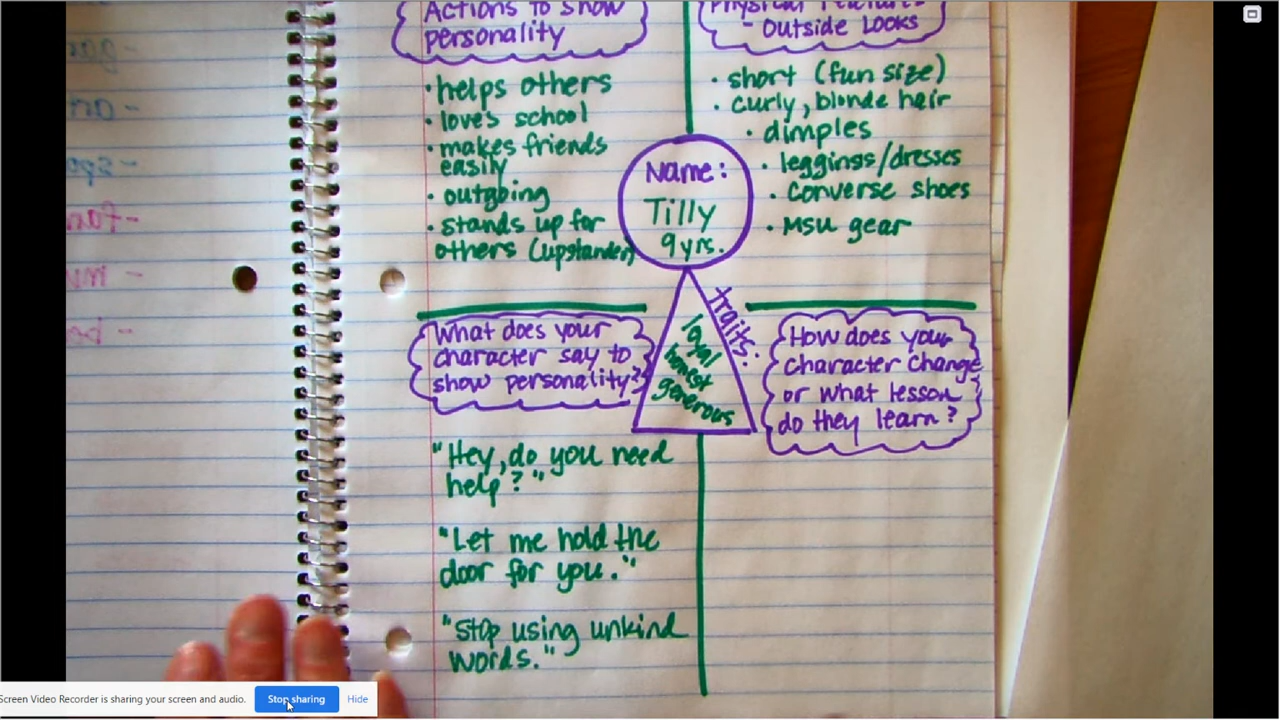 Actions to show
personality
• helps others
• loves school
• makes friends
easily
• outgoing
• stands up for
others (upstander)
Physical Features
- Outside Looks
• short (fun size)
• curly, blonde hair
• dimples
• leggings/dresses
• converse shoes
• MSU gear
Name:
Tilly
9 yrs.
traits:
loyal
honest
generous
What does your
character say to
show personality?
"Hey, do you need
help?"
"Let me hold the
door for you."
"Stop using unkind
words."
How does your
character change
or what lesson
do they learn?
Screen Video Recorder is sharing your screen and audio.
Stop sharing
Hide